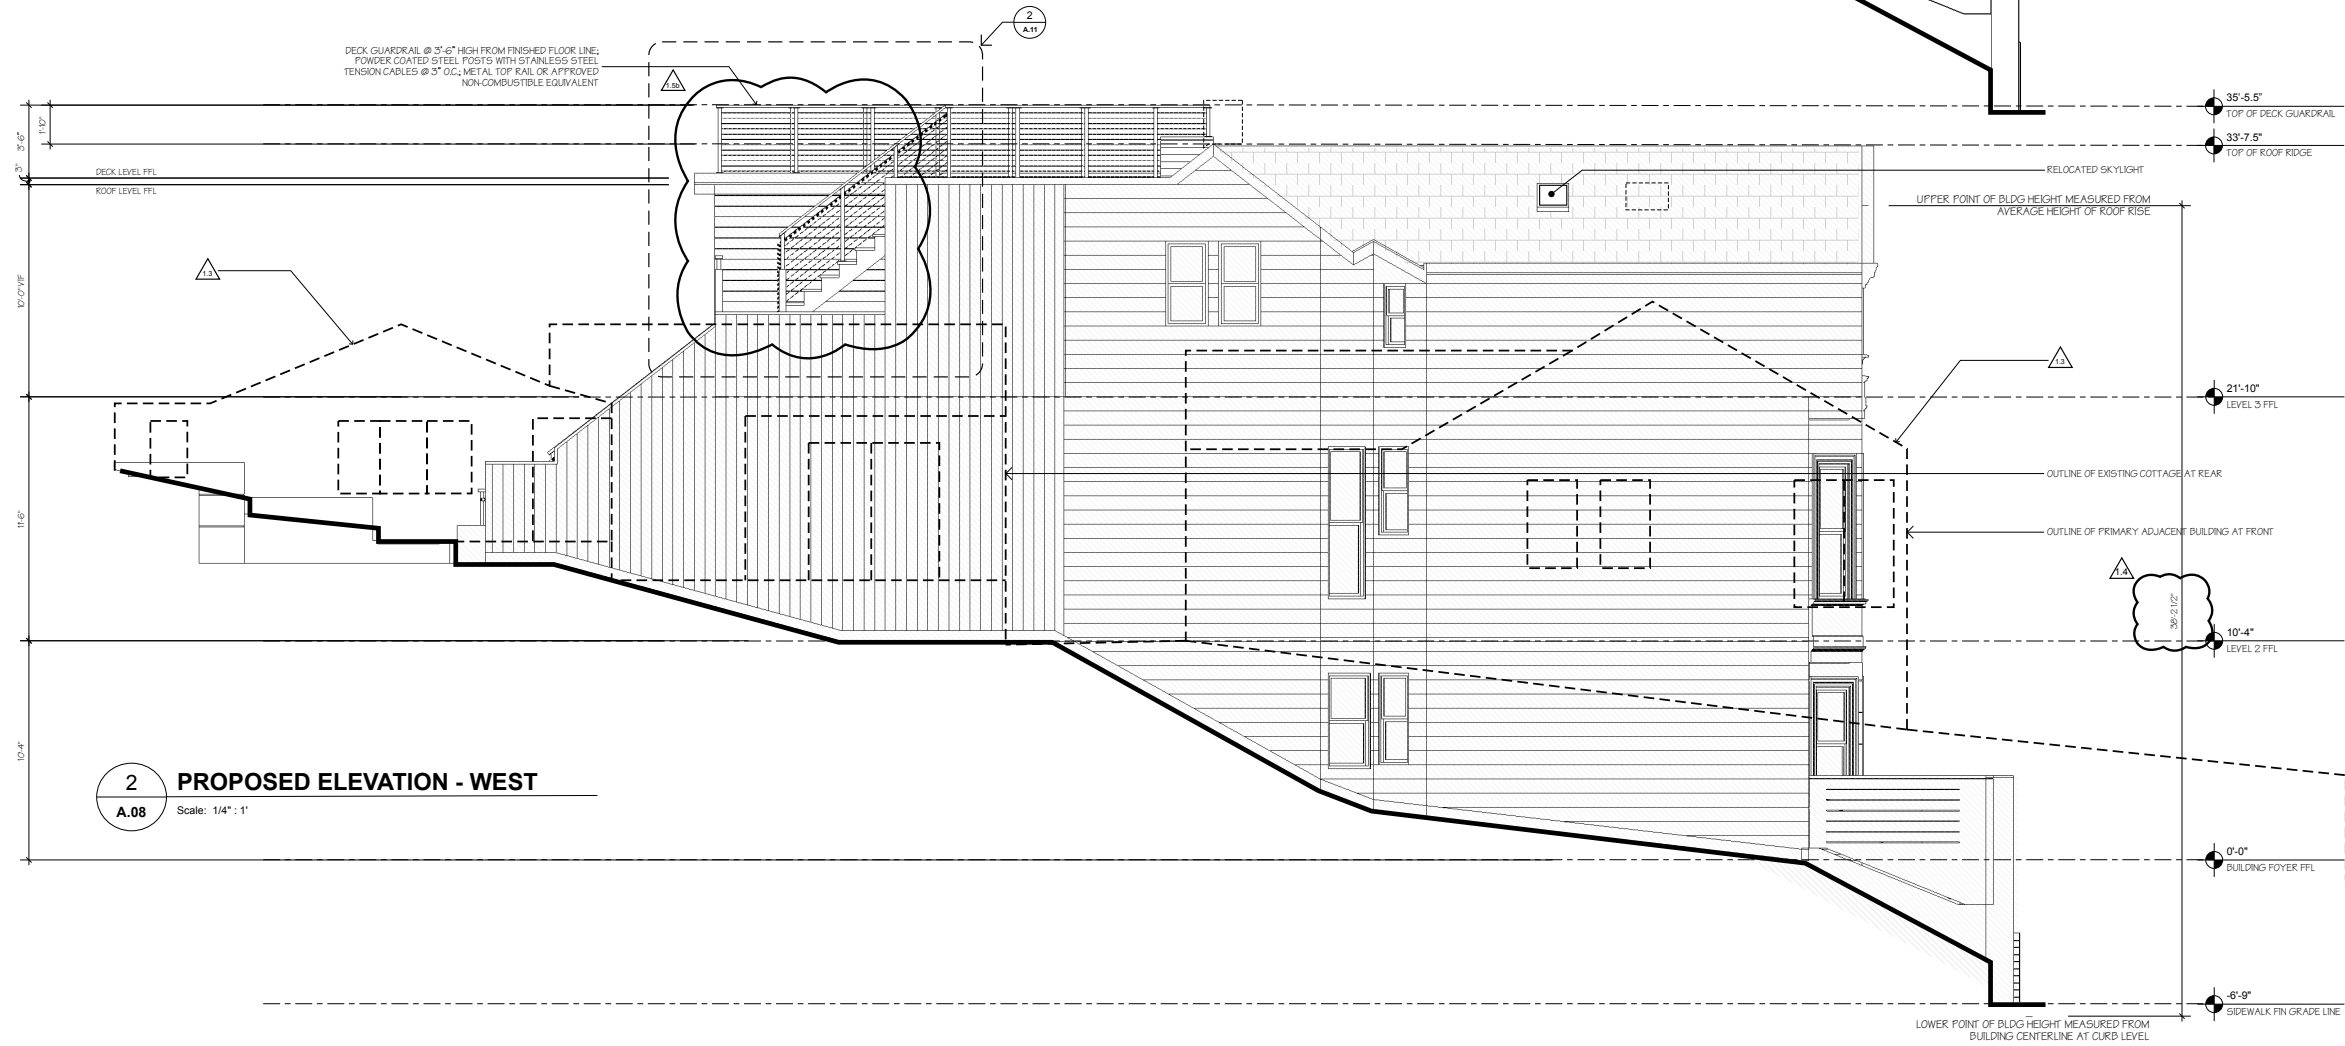 2
A.11
DECK GUARDRAIL @ 3'-6" HIGH FROM FINISHED FLOOR LINE;
POWDER COATED STEEL POSTS WITH STAINLESS STEEL
TENSION CABLES @ 3" O.C.; METAL TOP RAIL OR APPROVED
NON-COMBUSTIBLE EQUIVALENT
1.5b
35'-5.5"
TOP OF DECK GUARDRAIL
33'-7.5"
TOP OF ROOF RIDGE
1'-10"
3'-6"
3"
DECK LEVEL FFL
ROOF LEVEL FFL
RELOCATED SKYLIGHT
UPPER POINT OF BLDG HEIGHT MEASURED FROM
AVERAGE HEIGHT OF ROOF RISE
1.3
10'-0" VIF
1.3
21'-10"
LEVEL 3 FFL
OUTLINE OF EXISTING COTTAGE AT REAR
11'-6"
OUTLINE OF PRIMARY ADJACENT BUILDING AT FRONT
1.4
38'-2 1/2"
10'-4"
LEVEL 2 FFL
10'-4"
2
A.08
PROPOSED ELEVATION - WEST
Scale: 1/4" : 1'
0'-0"
BUILDING FOYER FFL
-6'-9"
SIDEWALK FIN GRADE LINE
LOWER POINT OF BLDG HEIGHT MEASURED FROM
BUILDING CENTERLINE AT CURB LEVEL